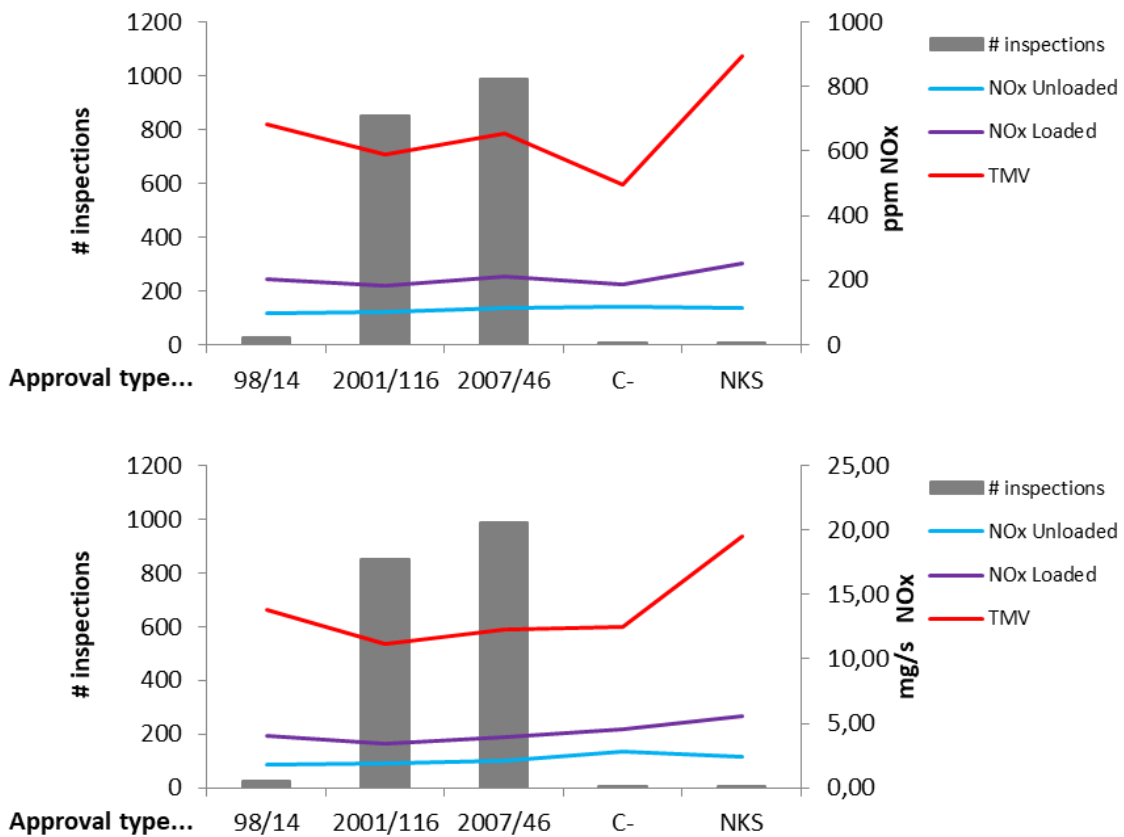 1200
1000
800
600
400
200
0
# inspections
1000
800
600
400
200
0
ppm NOx
# inspections
NOx Unloaded
NOx Loaded
TMV
Approval type... 98/14 2001/116 2007/46 C- NKS
1200
1000
800
600
400
200
0
# inspections
25,00
20,00
15,00
10,00
5,00
0,00
mg/s NOx
# inspections
NOx Unloaded
NOx Loaded
TMV
Approval type... 98/14 2001/116 2007/46 C- NKS